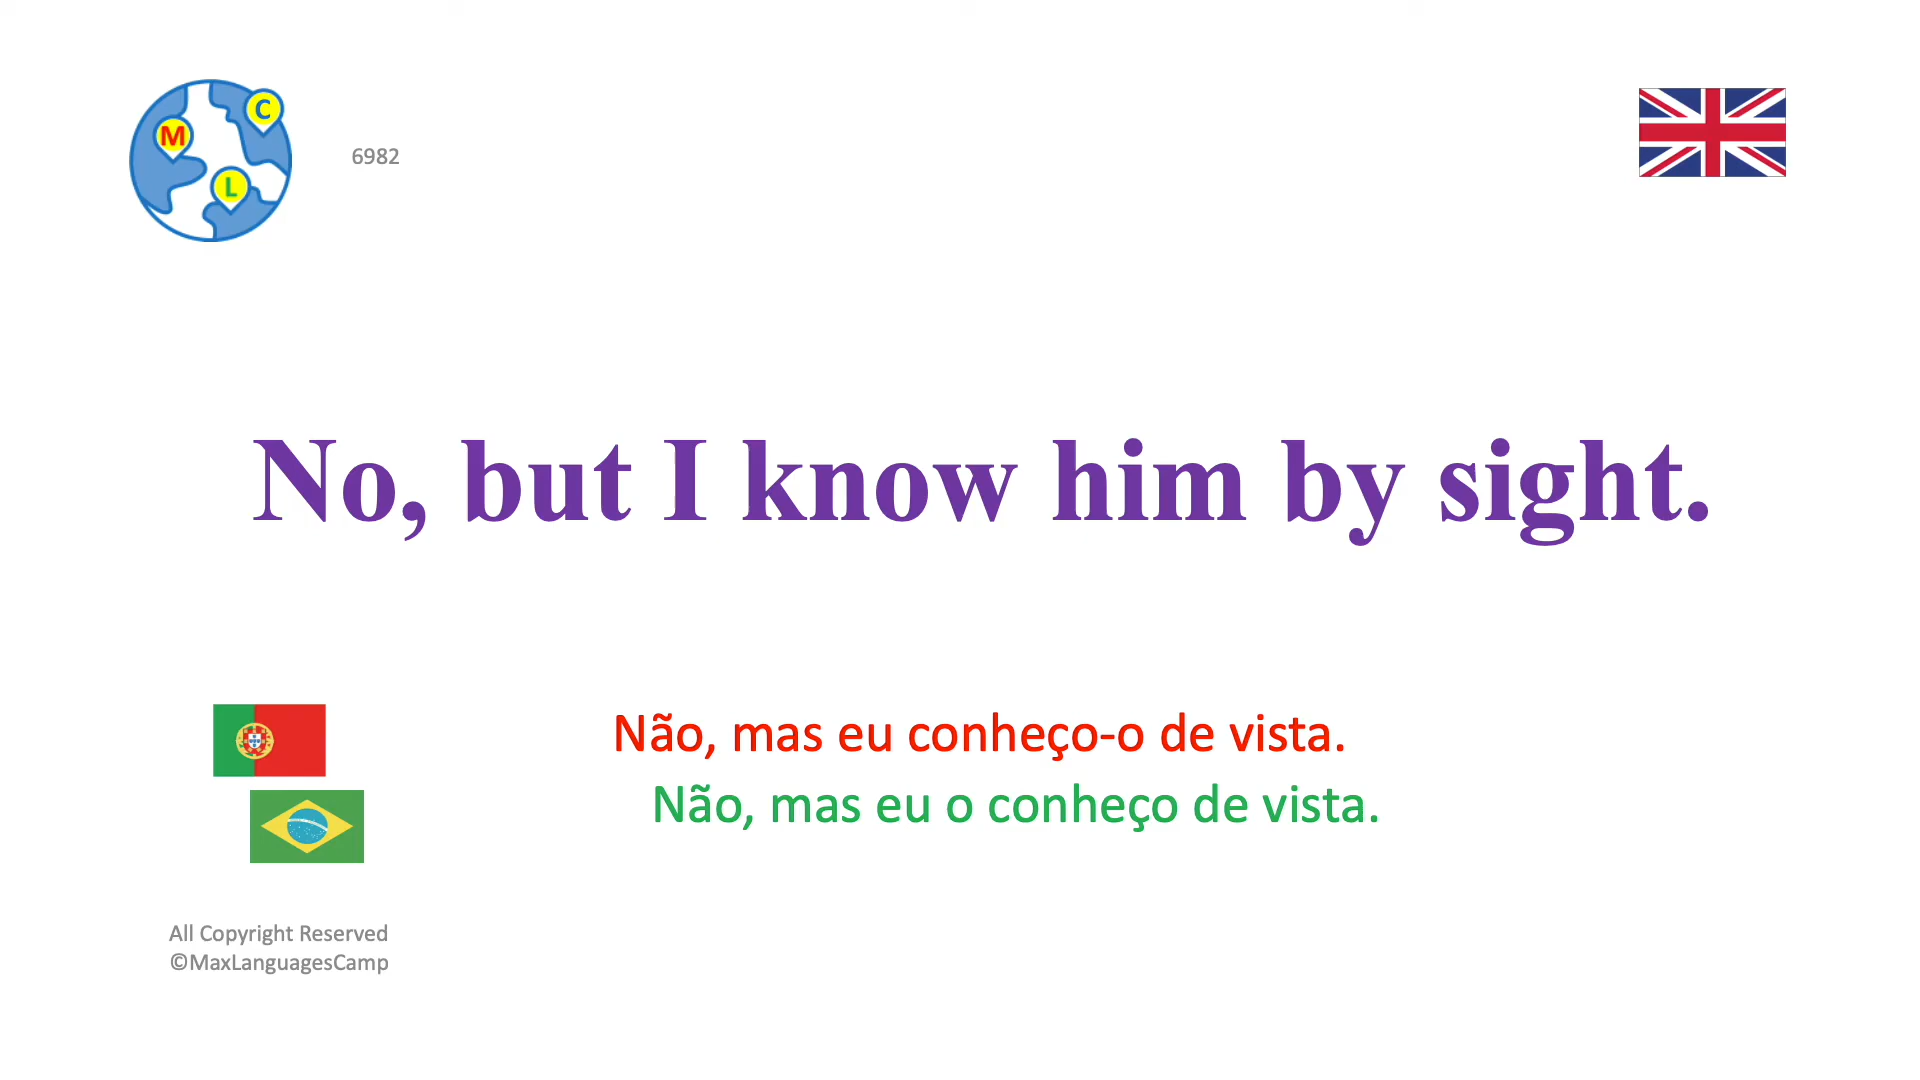 C
M
L
6982
No, but I know him by sight.
Não, mas eu conheço-o de vista.
Não, mas eu o conheço de vista.
All Copyright Reserved
©MaxLanguagesCamp